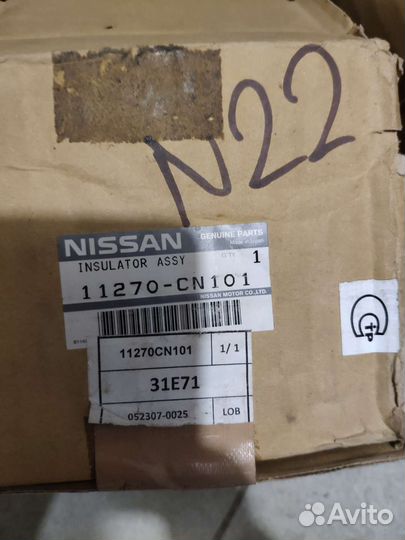 N22
NISSAN
GENUINE PARTS
Made in Japan
INSULATOR ASSY
Q'TY 1
11270-CN101
NISSAN MOTOR CO.,LTD.
11270CN101 1/1
31E71
052307-0025 LOB
Avito